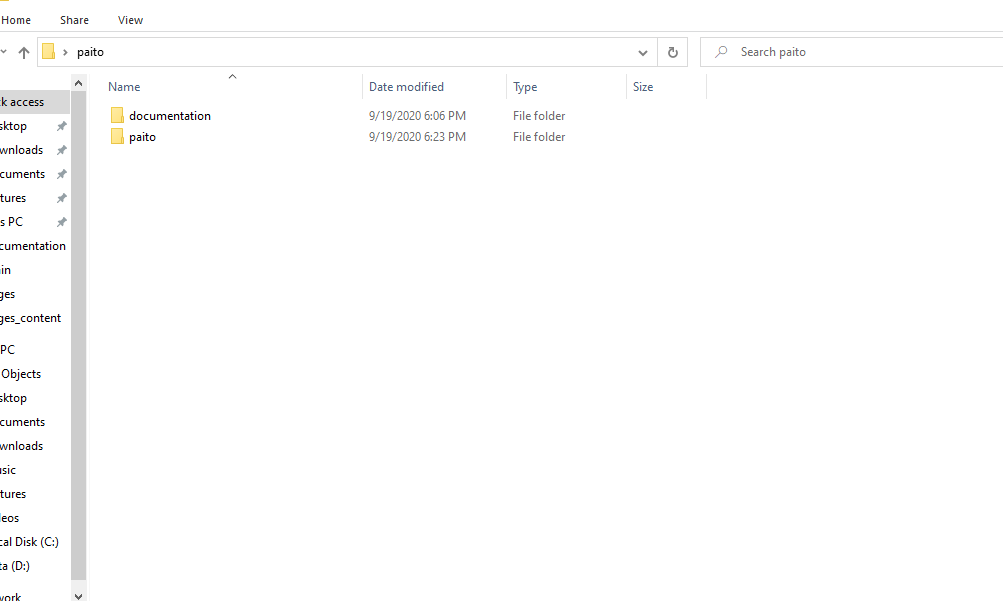 Home Share View
paito
Search paito
Name Date modified Type Size
documentation 9/19/2020 6:06 PM File folder
paito 9/19/2020 6:23 PM File folder
ck access
sktop
wnloads
cuments
tures
s PC
cumentation
in
ges
ges_content
PC
Objects
sktop
cuments
wnloads
usic
tures
eos
cal Disk (C:)
ta (D:)
work